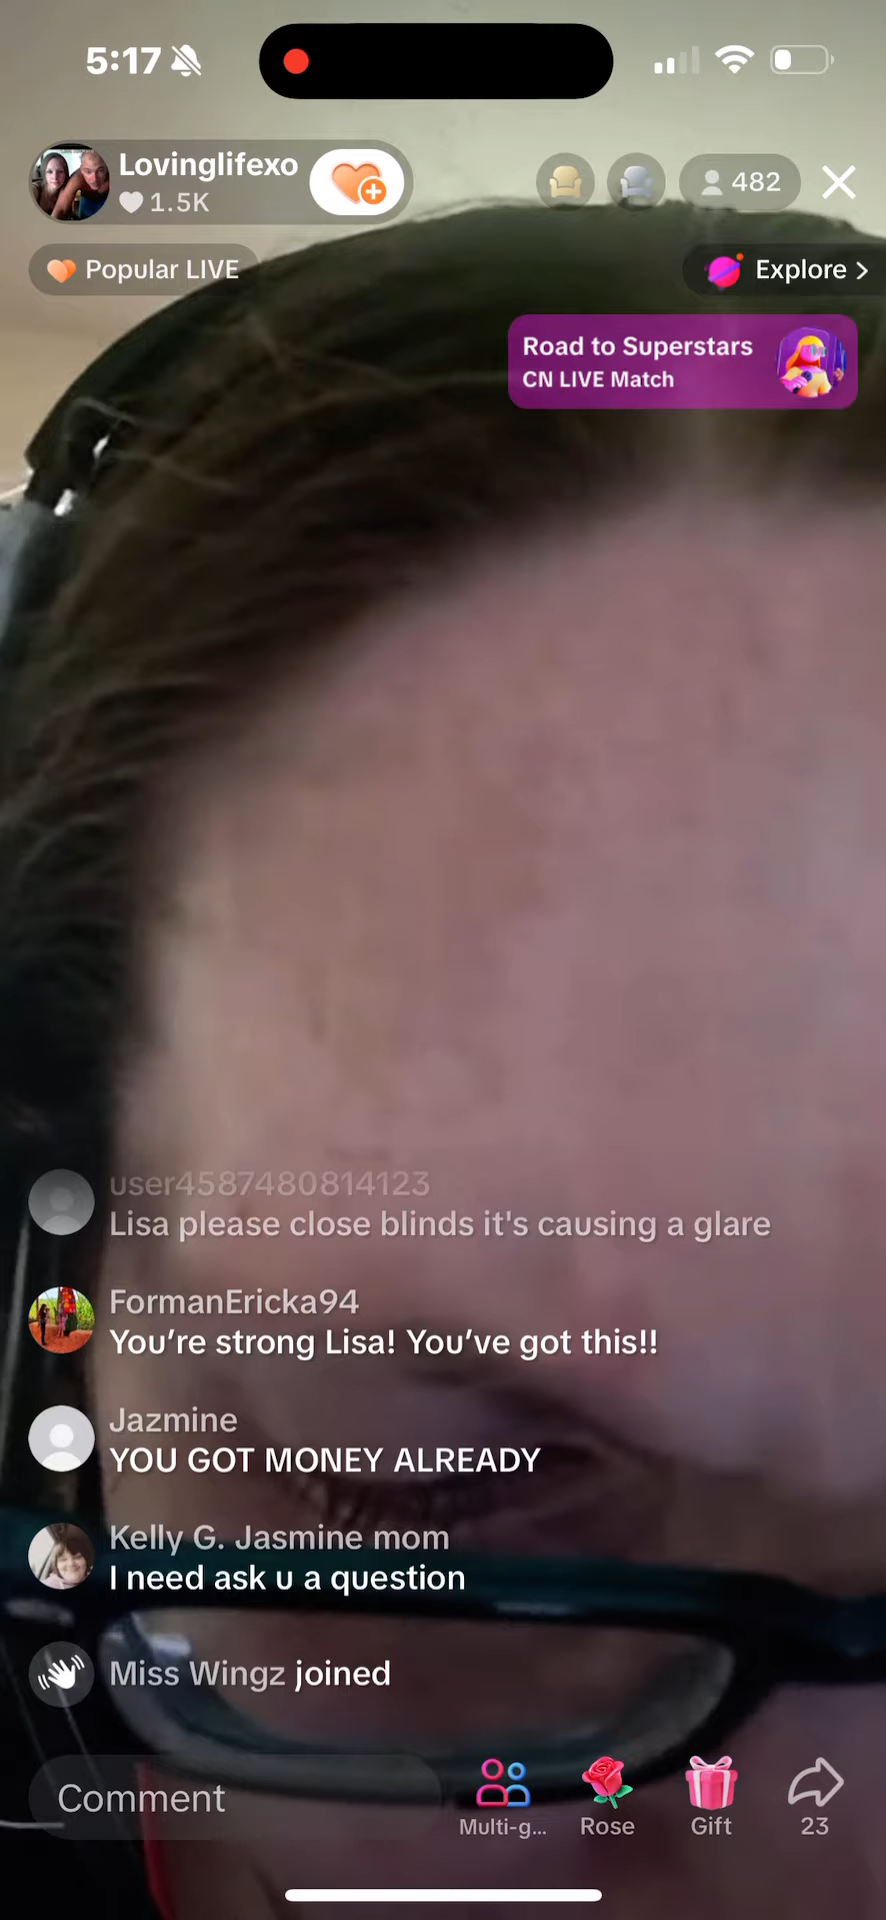 5:17
Lovinglifexo
1.5K
482
Popular LIVE
Explore >
Road to Superstars
CN LIVE Match
user4587480814123
Lisa please close blinds it's causing a glare
FormanEricka94
You’re strong Lisa! You’ve got this!!
Jazmine
YOU GOT MONEY ALREADY
Kelly G. Jasmine mom
I need ask u a question
Miss Wingz joined
Comment
Multi-g...
Rose
Gift
23